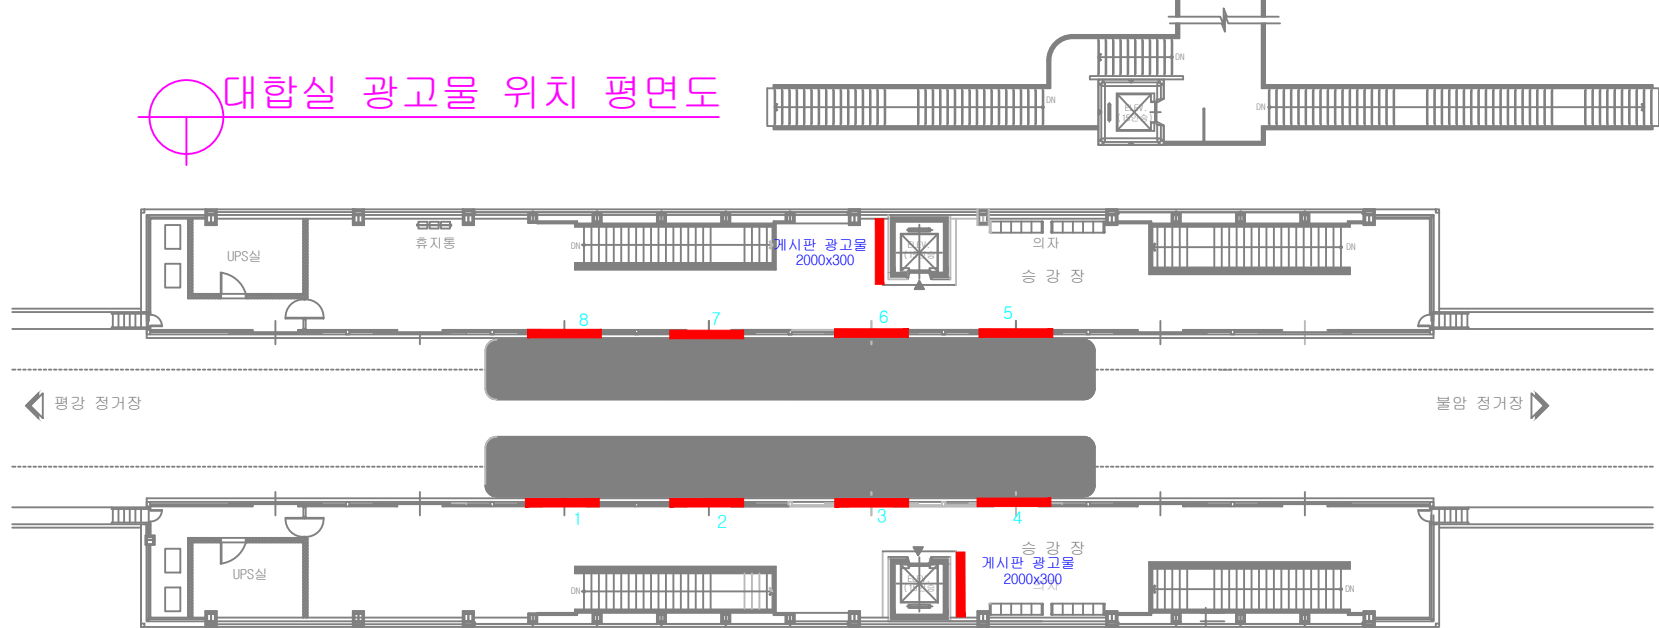 대합실 광고물 위치 평면도
DN
DN
DN
ELEV.
휴지통
UPS실
DN
게시판 광고물
2000x300
의자
승 강 장
DN
8
7
6
5
평강 정거장
불암 정거장
1
2
3
4
승 강 장
게시판 광고물
2000x300
의자
UPS실
DN
DN